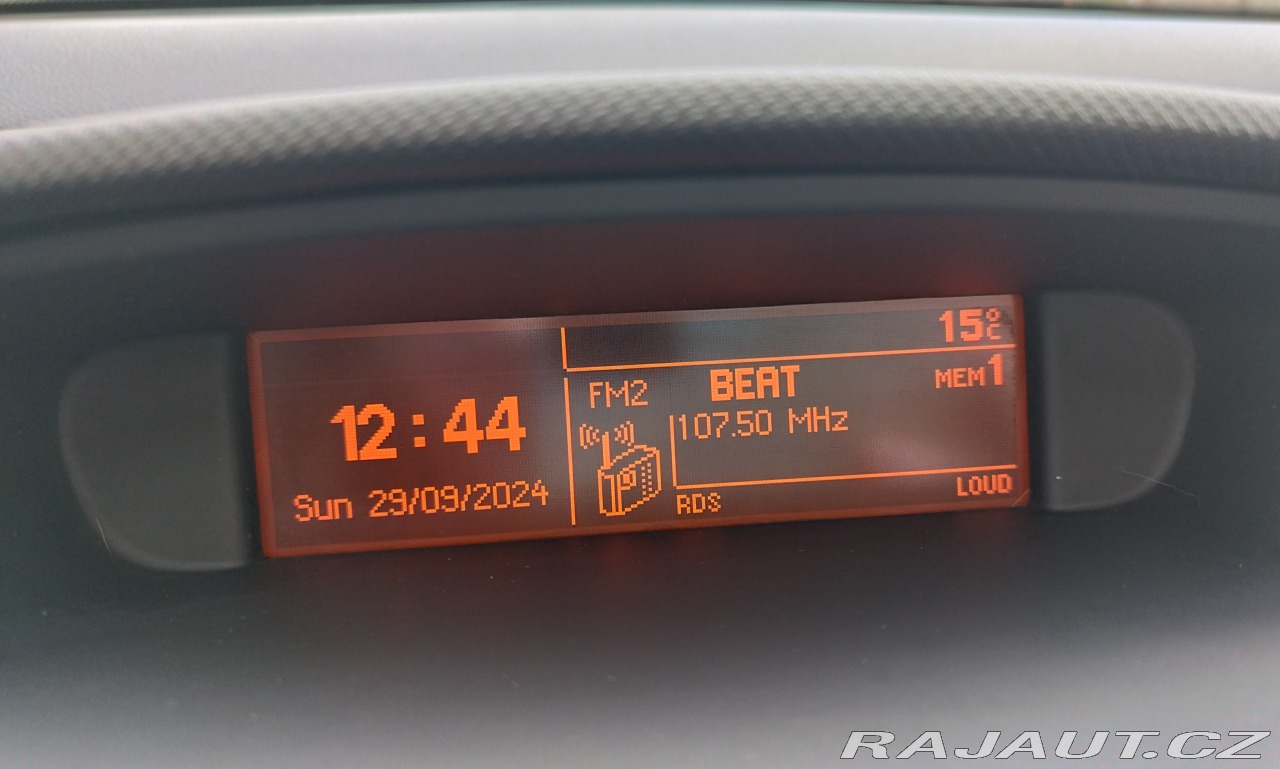 12:44
Sun 29/09/2024
15°C
FM2 BEAT MEM1
107.50 MHz
RDS LOUD
RAJAUT.CZ